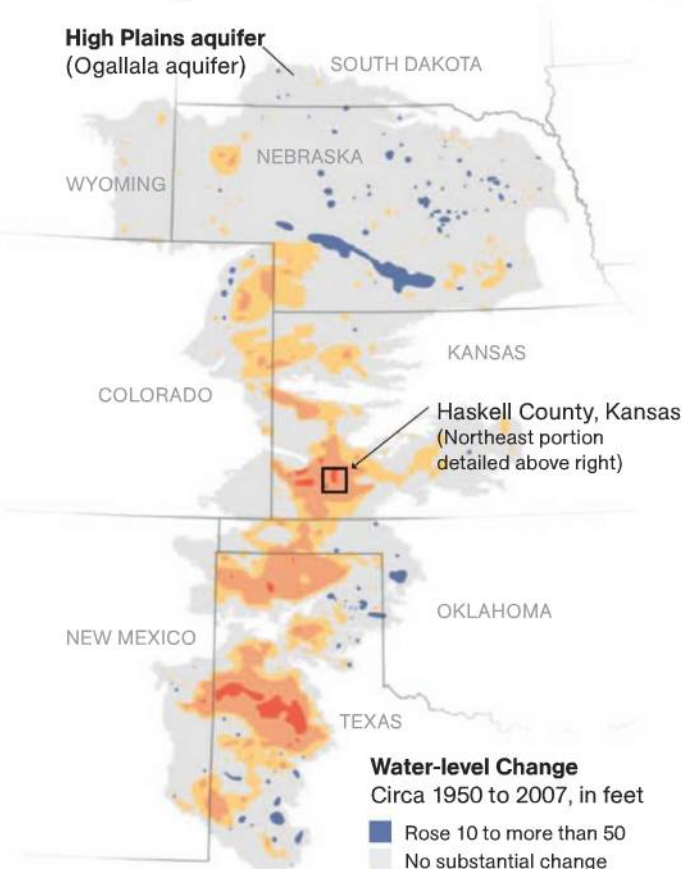 High Plains aquifer
(Ogallala aquifer)
SOUTH DAKOTA
NEBRASKA
WYOMING
KANSAS
COLORADO
Haskell County, Kansas
(Northeast portion
detailed above right)
OKLAHOMA
NEW MEXICO
TEXAS
Water-level Change
Circa 1950 to 2007, in feet
Rose 10 to more than 50
No substantial change